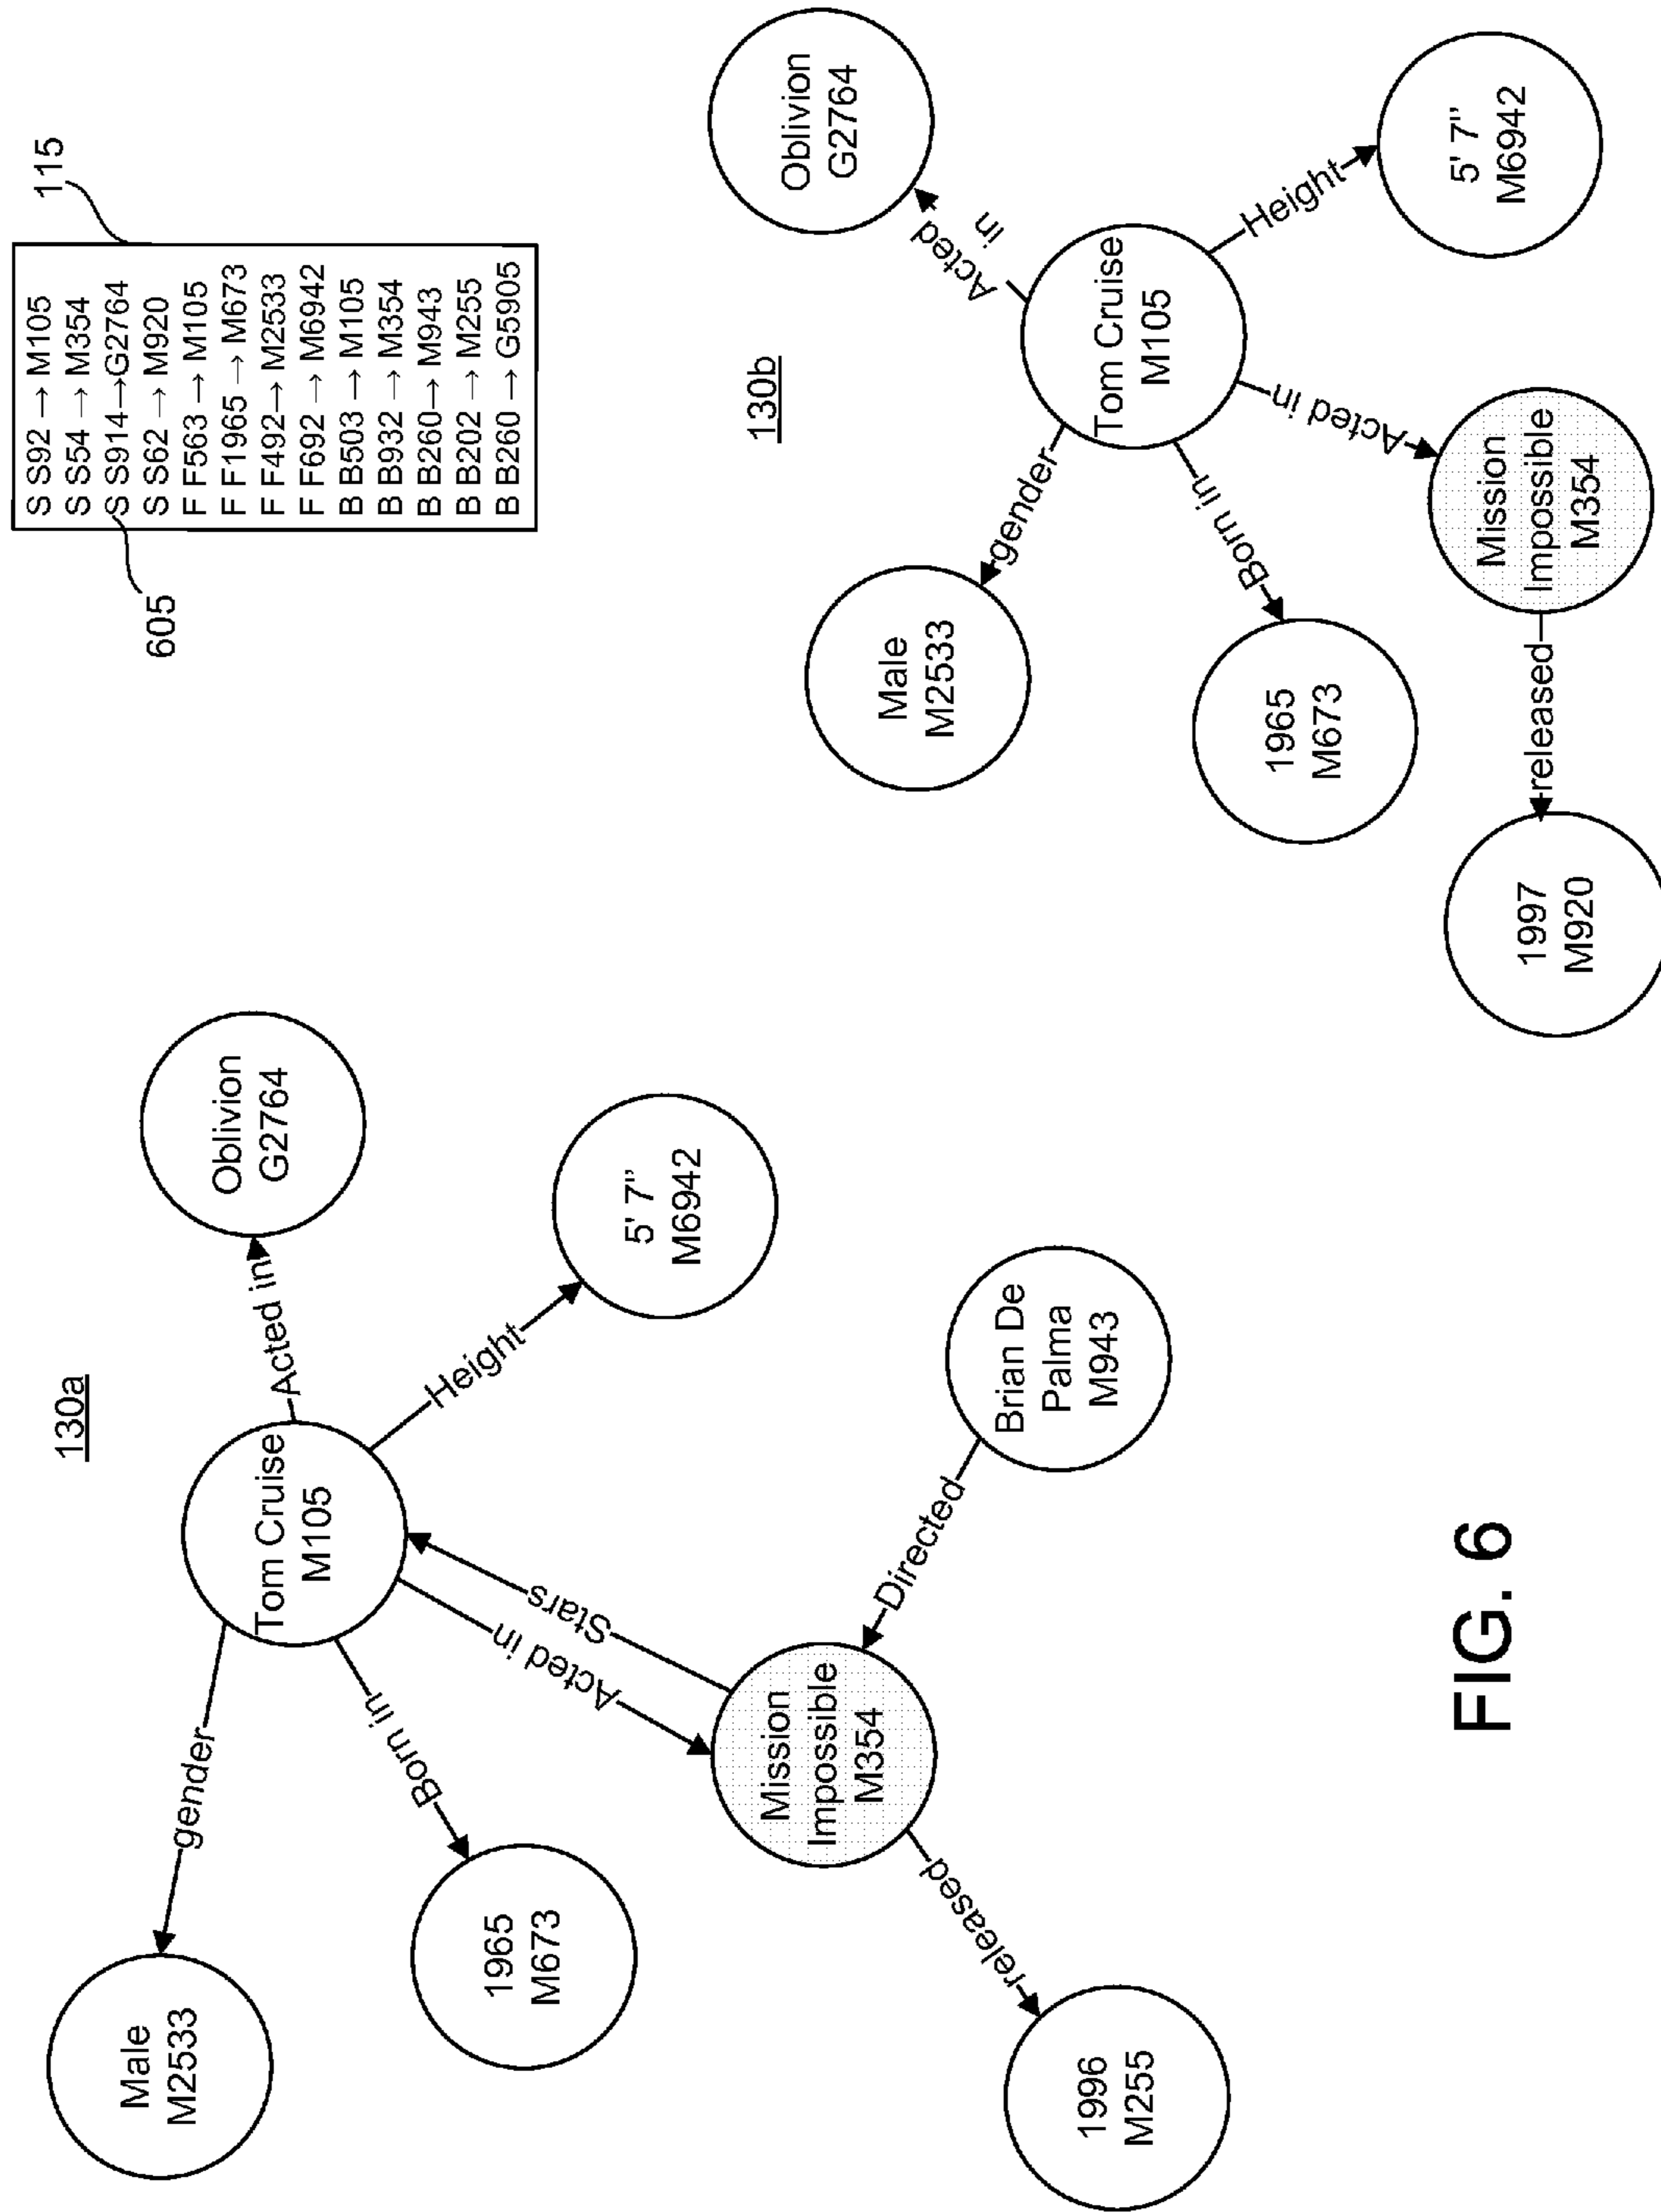 130a
Tom Cruise
M105
Acted in
Oblivion
G2764
Height
5' 7"
M6942
gender
Male
M2533
Born in
1965
M673
Acted in
Stars
Mission
Impossible
M354
Directed
Brian De
Palma
M943
released
1996
M255
115
605
S S92 → M105
S S54 → M354
S S914→G2764
S S62 → M920
F F563 → M105
F F1965 → M673
F F492→ M2533
F F692 → M6942
B B503 → M105
B B932 → M354
B B260→ M943
B B202 → M255
B B260 → G5905
130b
Tom Cruise
M105
Acted
in
Oblivion
G2764
Height
5' 7"
M6942
gender
Male
M2533
Born in
1965
M673
Acted in
Mission
Impossible
M354
released
1997
M920
FIG. 6